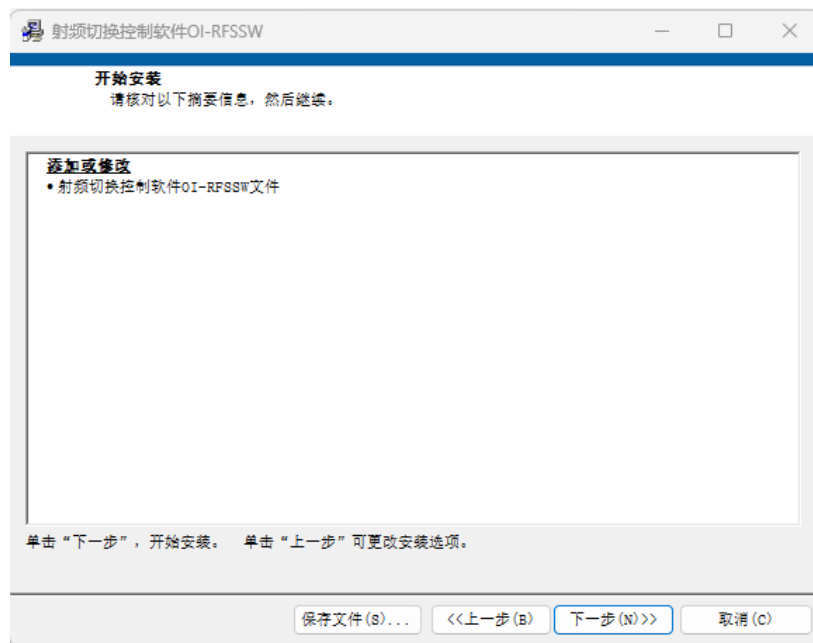 射频切换控制软件OI-RFSSW
开始安装
请核对以下摘要信息，然后继续。
添加或修改
• 射频切换控制软件OI-RFSSW文件
单击“下一步”，开始安装。 单击“上一步”可更改安装选项。
保存文件(S)... <<上一步(B) 下一步(N)>> 取消(C)